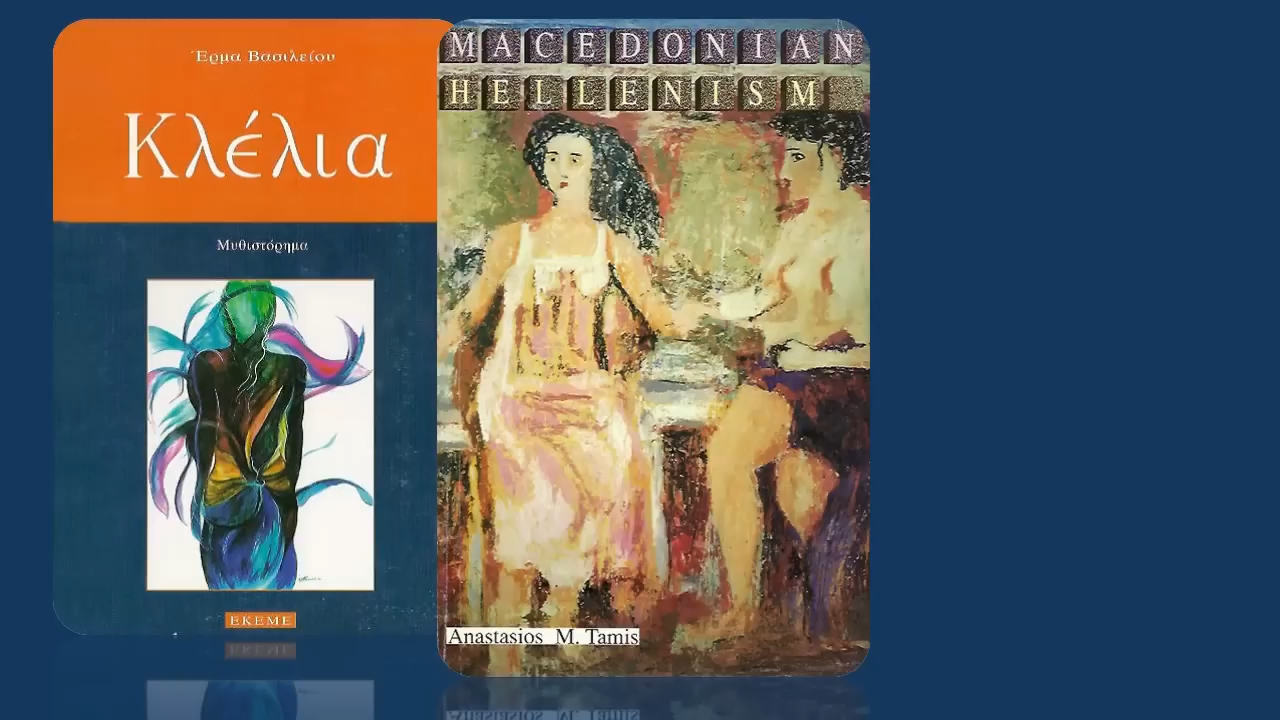 Έρμα Βασιλείου
Κλέλια
Μυθιστόρημα
ΕΚΕΜΕ
MACEDONIAN
HELLENISM
Anastasios M. Tamis